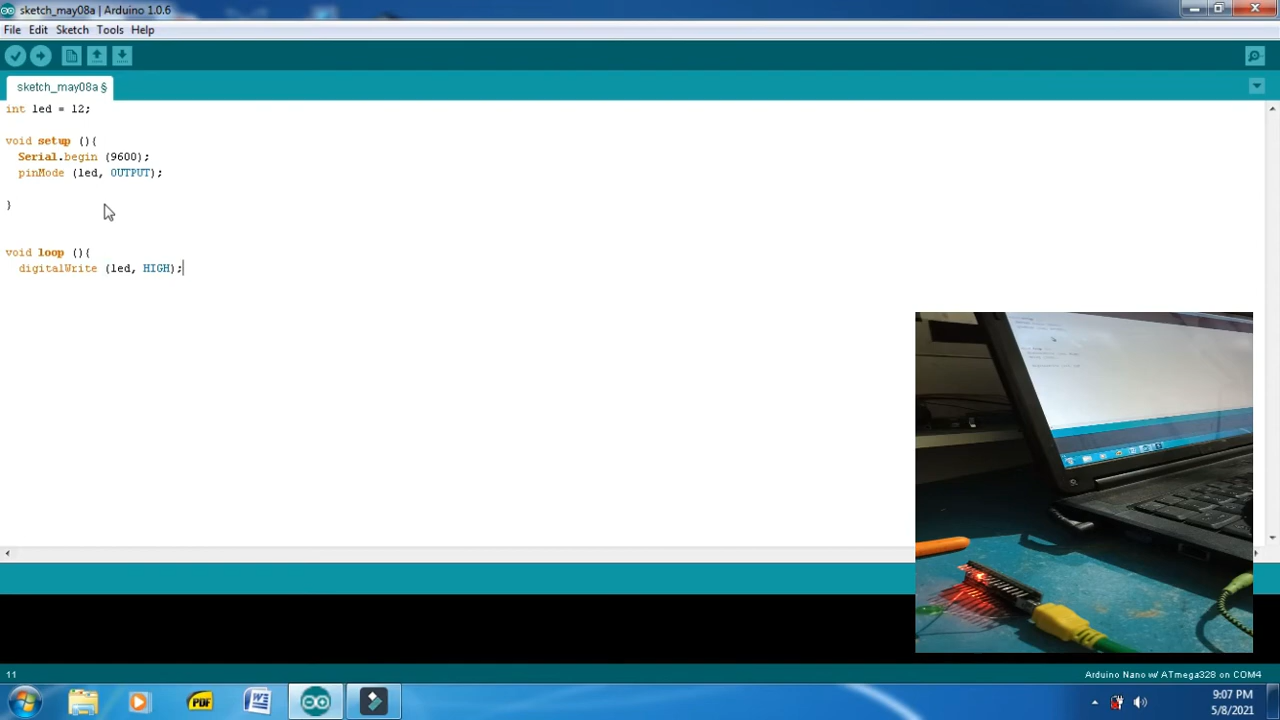 sketch_may08a | Arduino 1.0.6
File Edit Sketch Tools Help
sketch_may08a §
int led = 12;
void setup (){
Serial.begin (9600);
pinMode (led, OUTPUT);
}
void loop (){
digitalWrite (led, HIGH);
11
Arduino Nano w/ ATmega328 on COM4
PDF
9:07 PM
5/8/2021